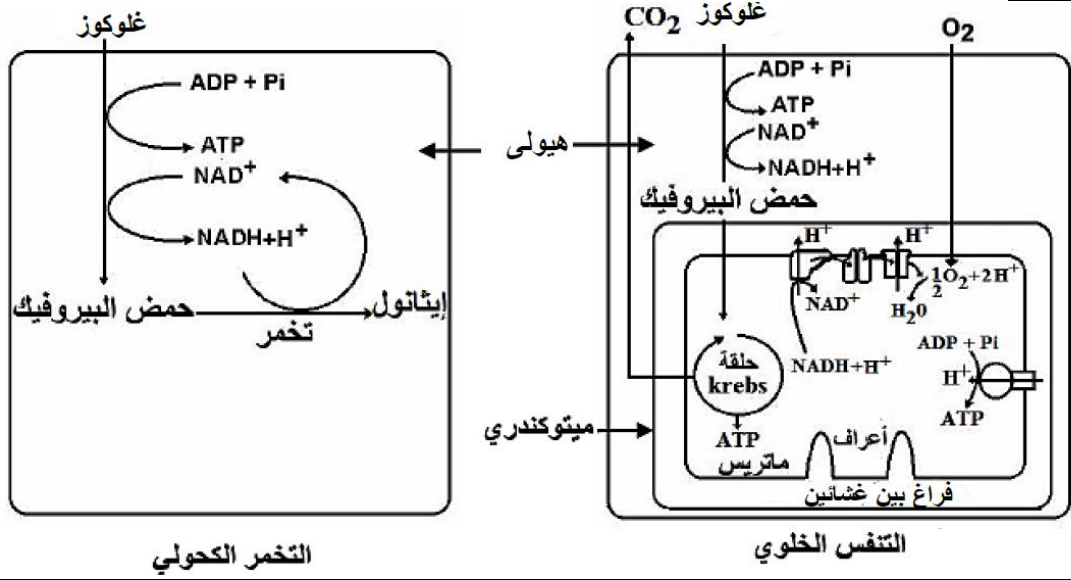 غلوكوز
ADP + Pi
ATP
NAD⁺
NADH+H⁺
حمض البيروفيك
تخمر
إيثانول
التخمر الكحولي
هيولى
ميتوكندري
CO₂
غلوكوز
O₂
ADP + Pi
ATP
NAD⁺
NADH+H⁺
حمض البيروفيك
H⁺
H⁺
½O₂+2H⁺
NAD⁺
H₂0
NADH+H⁺
ADP + Pi
H⁺
ATP
حلقة
krebs
ATP
ماتريس
أعراف
فراغ بين غشائين
التنفس الخلوي